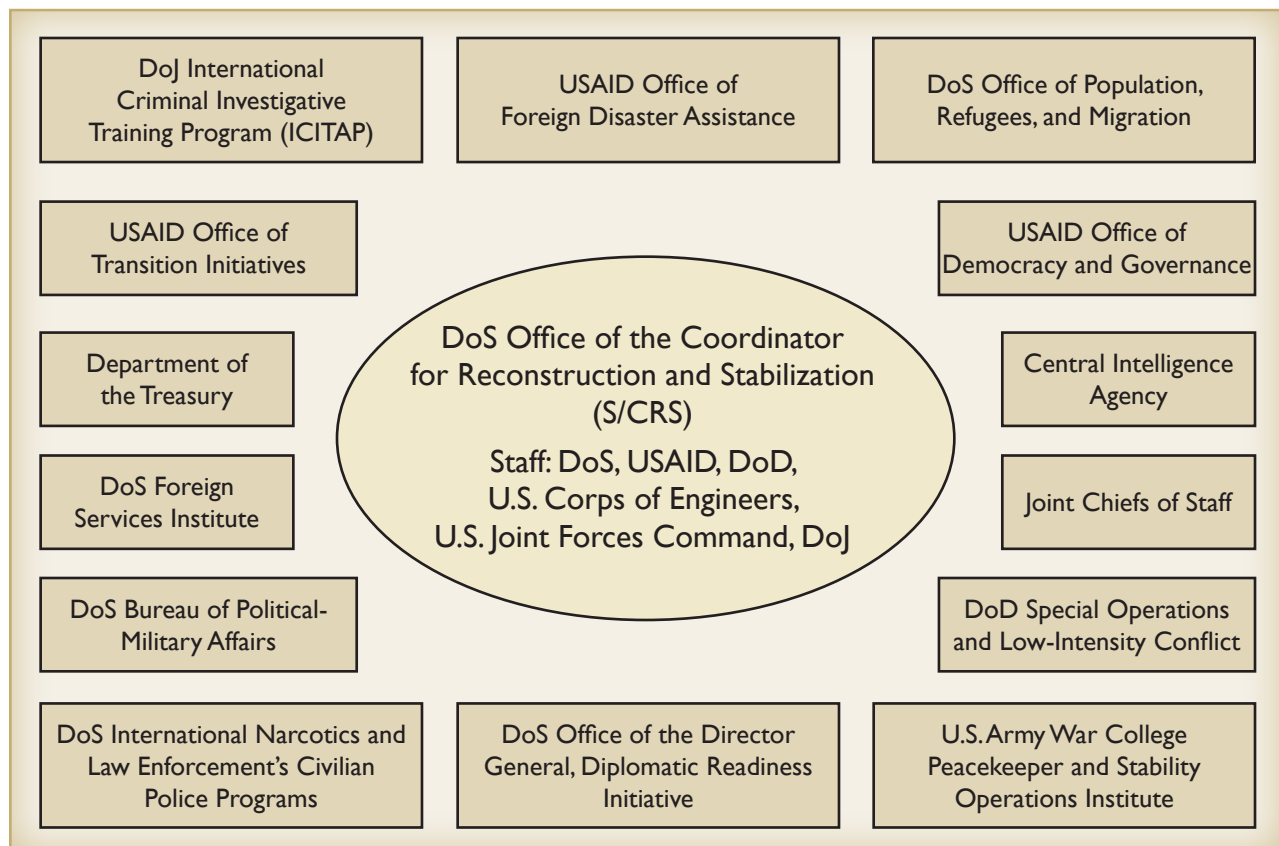 DoJ International
Criminal Investigative
Training Program (ICITAP)
USAID Office of
Foreign Disaster Assistance
DoS Office of Population,
Refugees, and Migration
USAID Office of
Transition Initiatives
USAID Office of
Democracy and Governance
DoS Office of the Coordinator
for Reconstruction and Stabilization
(S/CRS)
Staff: DoS, USAID, DoD,
U.S. Corps of Engineers,
U.S. Joint Forces Command, DoJ
Department of
the Treasury
Central Intelligence
Agency
DoS Foreign
Services Institute
Joint Chiefs of Staff
DoS Bureau of Political-
Military Affairs
DoD Special Operations
and Low-Intensity Conflict
DoS International Narcotics and
Law Enforcement's Civilian
Police Programs
DoS Office of the Director
General, Diplomatic Readiness
Initiative
U.S. Army War College
Peacekeeper and Stability
Operations Institute